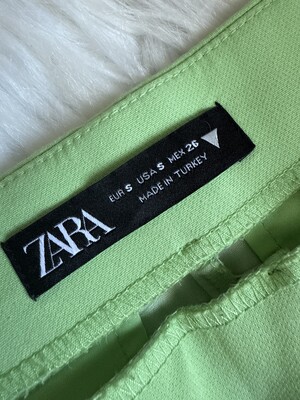 ZARA
EUR S USA S MEX 26
MADE IN TURKEY